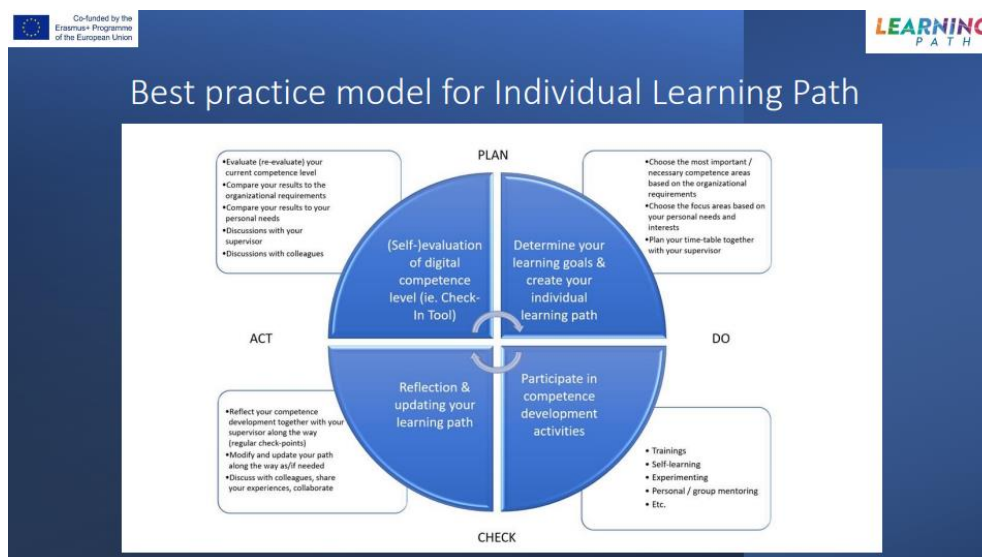 Co-funded by the
Erasmus+ Programme
of the European Union
LEARNING
PATH
Best practice model for Individual Learning Path
PLAN
•Evaluate (re-evaluate) your
current competence level
•Compare your results to the
organizational requirements
•Compare your results to your
personal needs
•Discussions with your
supervisor
•Discussions with colleagues
•Choose the most important /
necessary competence areas
based on the organizational
requirements
•Choose the focus areas based on
your personal needs and
interests
•Plan your time-table together
with your supervisor
(Self-)evaluation
of digital
competence
level (ie. Check-
In Tool)
Determine your
learning goals &
create your
individual
learning path
ACT
DO
Reflection &
updating your
learning path
Participate in
competence
development
activities
•Reflect your competence
development together with your
supervisor along the way
(regular check-points)
•Modify and update your path
along the way as/if needed
•Discuss with colleagues, share
your experiences, collaborate
• Trainings
• Self-learning
• Experimenting
• Personal / group mentoring
• Etc.
CHECK